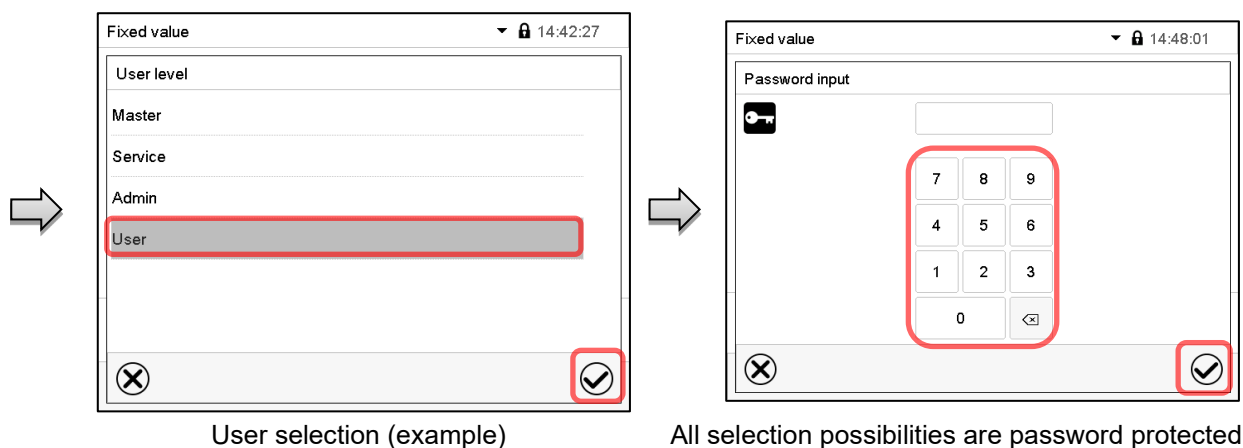 Fixed value 14:42:27
User level
Master
Service
Admin
User
User selection (example)
Fixed value 14:48:01
Password input
7 8 9
4 5 6
1 2 3
0
All selection possibilities are password protected